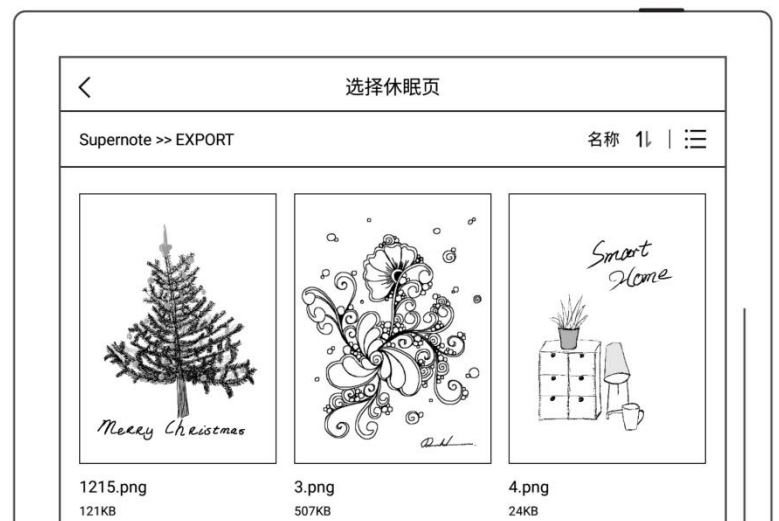 选择休眠页
Supernote >> EXPORT
名称
Smart
Home
Merry Christmas
1215.png
3.png
4.png
121KB
507KB
24KB